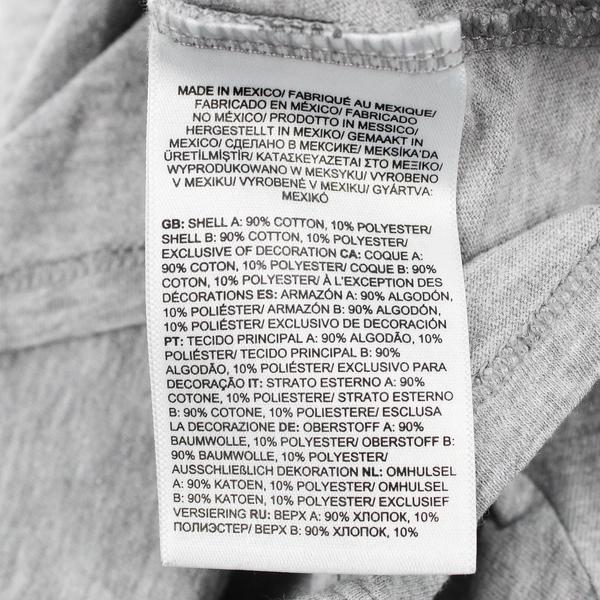 MADE IN MEXICO/ FABRIQUÉ AU MEXIQUE/
FABRICADO EN MÉXICO/ FABRICADO
NO MÉXICO/ PRODOTTO IN MESSICO/
HERGESTELLT IN MEXIKO/ GEMAAKT IN
MEXICO/ СДЕЛАНО В МЕКСИКЕ/ MEKSİKA'DA
ÜRETİLMİŞTİR/ ΚΑΤΑΣΚΕΥΑΖΕΤΑΙ ΣΤΟ ΜΕΞΙΚΟ/
WYPRODUKOWANO W MEKSYKU/ VYROBENO
V MEXIKU/ VYROBENÉ V MEXIKU/ GYÁRTVA:
MEXIKÓ
GB: SHELL A: 90% COTTON, 10% POLYESTER/
SHELL B: 90% COTTON, 10% POLYESTER/
EXCLUSIVE OF DECORATION CA: COQUE A:
90% COTON, 10% POLYESTER/ COQUE B: 90%
COTON, 10% POLYESTER/ À L'EXCEPTION DES
DÉCORATIONS ES: ARMAZÓN A: 90% ALGODÓN,
10% POLIÉSTER/ ARMAZÓN B: 90% ALGODÓN,
10% POLIÉSTER/ EXCLUSIVO DE DECORACIÓN
PT: TECIDO PRINCIPAL A: 90% ALGODÃO, 10%
POLIÉSTER/ TECIDO PRINCIPAL B: 90%
ALGODÃO, 10% POLIÉSTER/ EXCLUSIVO PARA
DECORAÇÃO IT: STRATO ESTERNO A: 90%
COTONE, 10% POLIESTERE/ STRATO ESTERNO
B: 90% COTONE, 10% POLIESTERE/ ESCLUSA
LA DECORAZIONE DE: OBERSTOFF A: 90%
BAUMWOLLE, 10% POLYESTER/ OBERSTOFF B:
90% BAUMWOLLE, 10% POLYESTER/
AUSSCHLIEßLICH DEKORATION NL: OMHULSEL
A: 90% KATOEN, 10% POLYESTER/ OMHULSEL
B: 90% KATOEN, 10% POLYESTER/ EXCLUSIEF
VERSIERING RU: ВЕРХ A: 90% ХЛОПОК, 10%
ПОЛИЭСТЕР/ ВЕРХ B: 90% ХЛОПОК, 10%